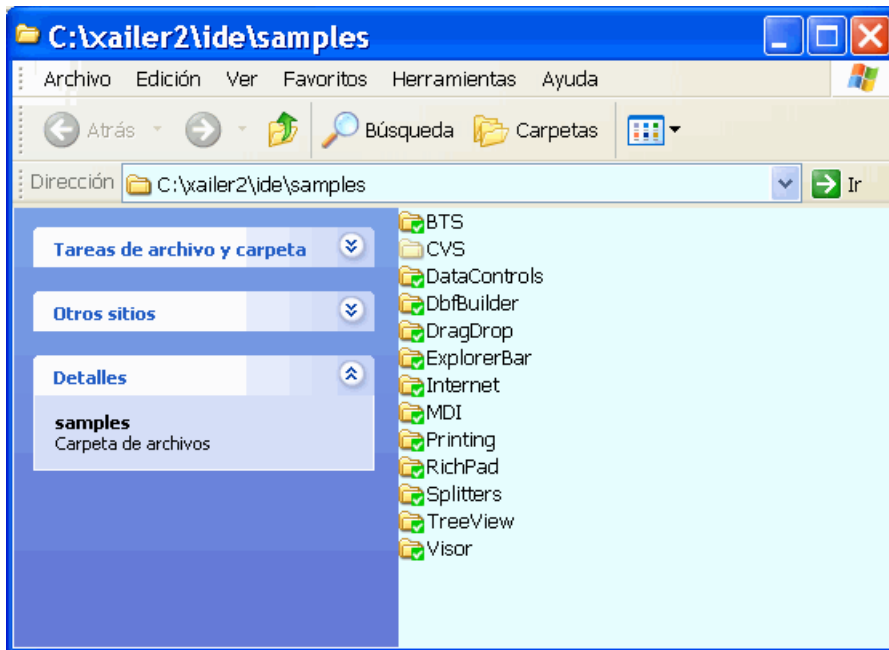 C:\xailer2\ide\samples
Archivo Edición Ver Favoritos Herramientas Ayuda
Atrás Búsqueda Carpetas
Dirección C:\xailer2\ide\samples Ir
Tareas de archivo y carpeta
Otros sitios
Detalles
samples
Carpeta de archivos
BTS
CVS
DataControls
DbfBuilder
DragDrop
ExplorerBar
Internet
MDI
Printing
RichPad
Splitters
TreeView
Visor